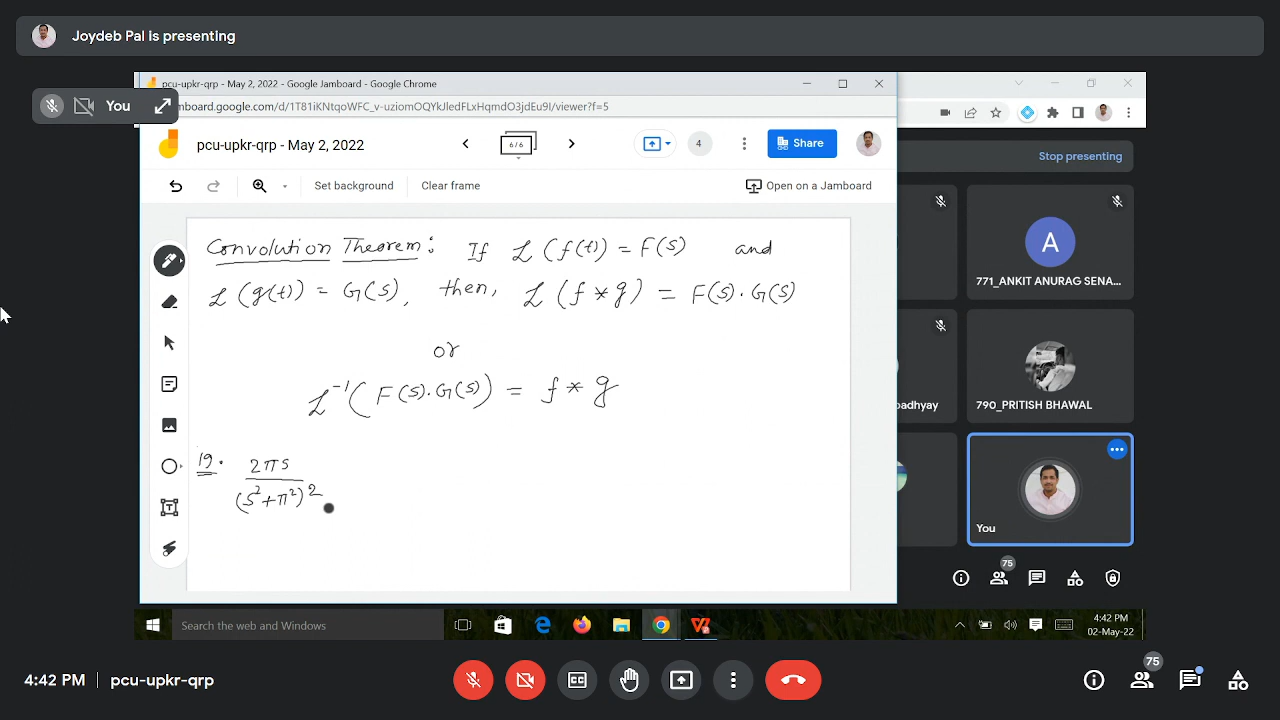 Joydeb Pal is presenting
You
pcu-upkr-qrp - May 2, 2022 - Google Jamboard - Google Chrome
mboard.google.com/d/1T81iKNtqoWFC_v-uziomOQYkJledFLxHqmdO3jdEu9I/viewer?f=5
pcu-upkr-qrp - May 2, 2022
6 / 6
4
Share
Set background
Clear frame
Open on a Jamboard
Stop presenting
Convolution Theorem: If ℒ (f(t)) = F(s) and
ℒ (g(t)) = G(s), then, ℒ (f * g) = F(s)·G(s)
or
ℒ⁻¹ (F(s)·G(s)) = f * g
19. 2πs
(s²+π²)²
A
771_ANKIT ANURAG SENA...
adhyay
790_PRITISH BHAWAL
You
75
Search the web and Windows
4:42 PM
02-May-22
4:42 PM | pcu-upkr-qrp
75